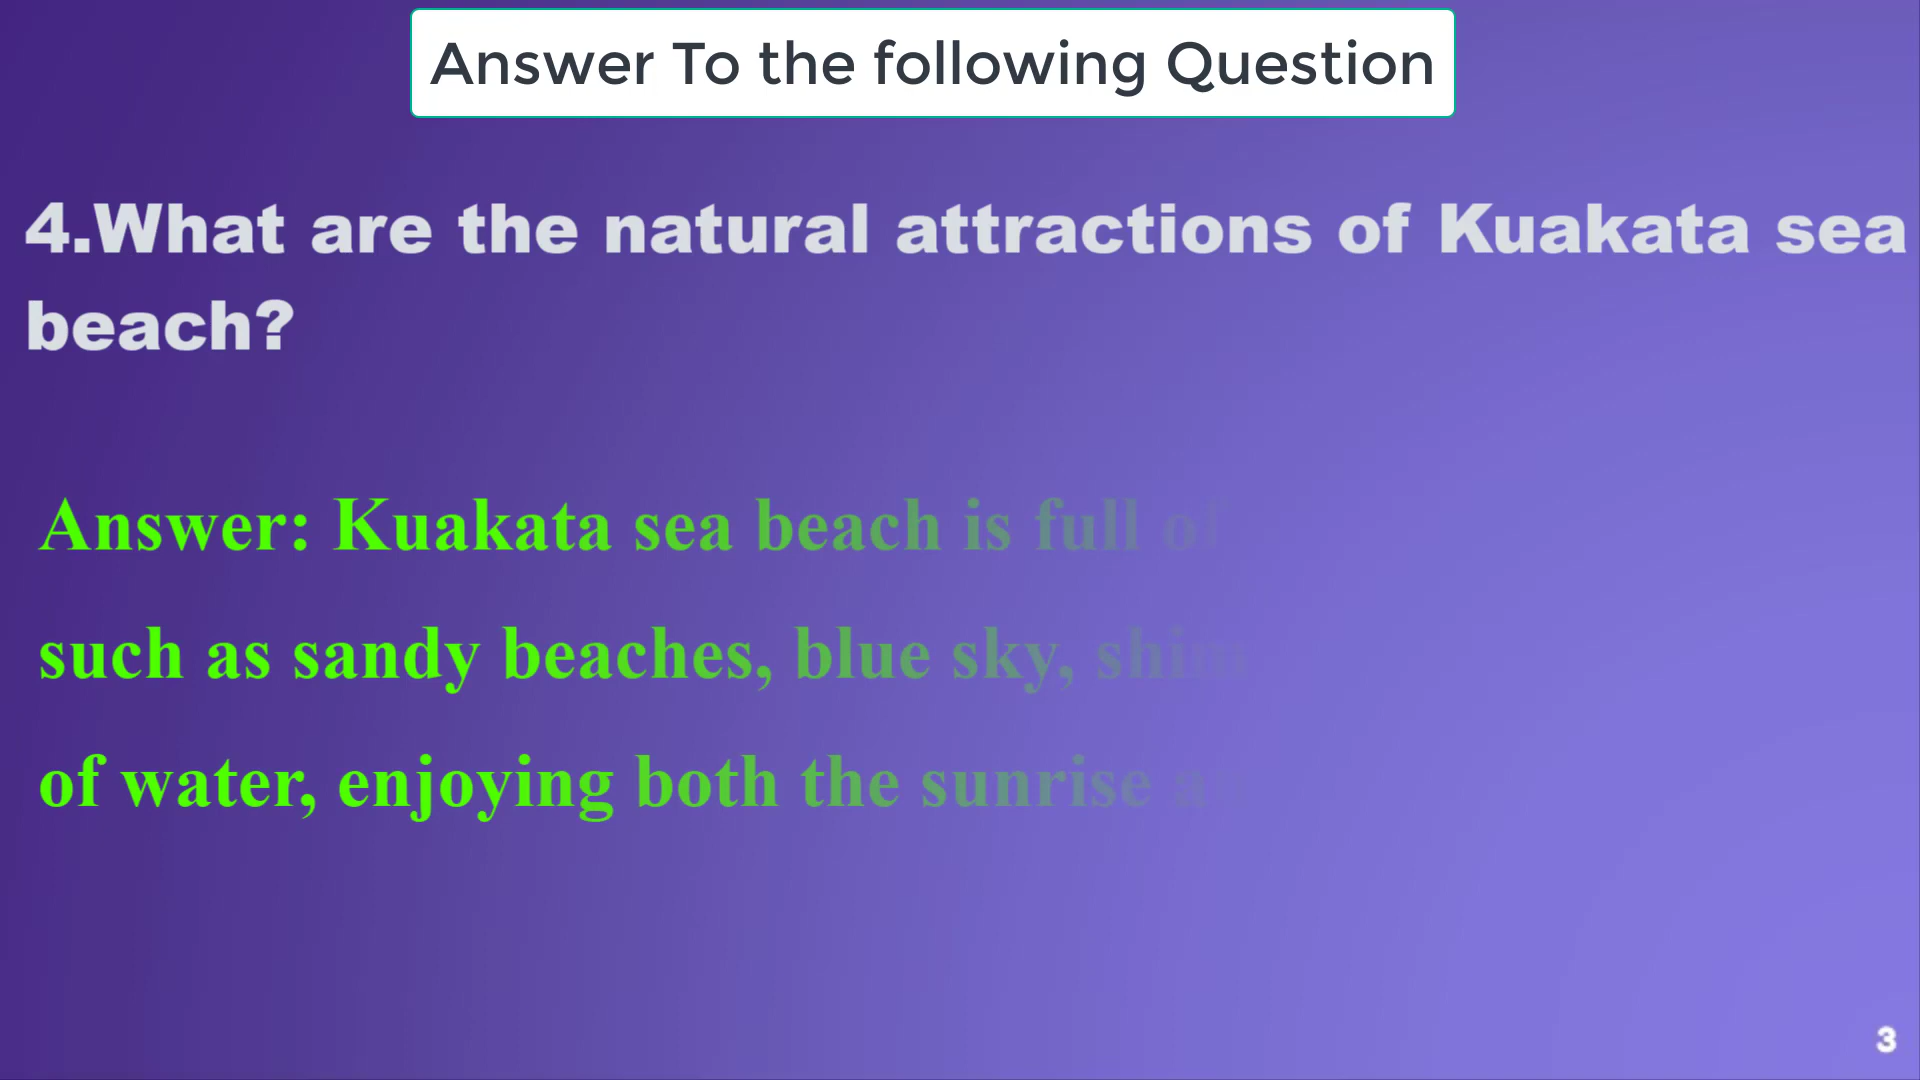 Answer To the following Question
4.What are the natural attractions of Kuakata sea
beach?
Answer: Kuakata sea beach is full of
such as sandy beaches, blue sky,
of water, enjoying both the sunrise
3